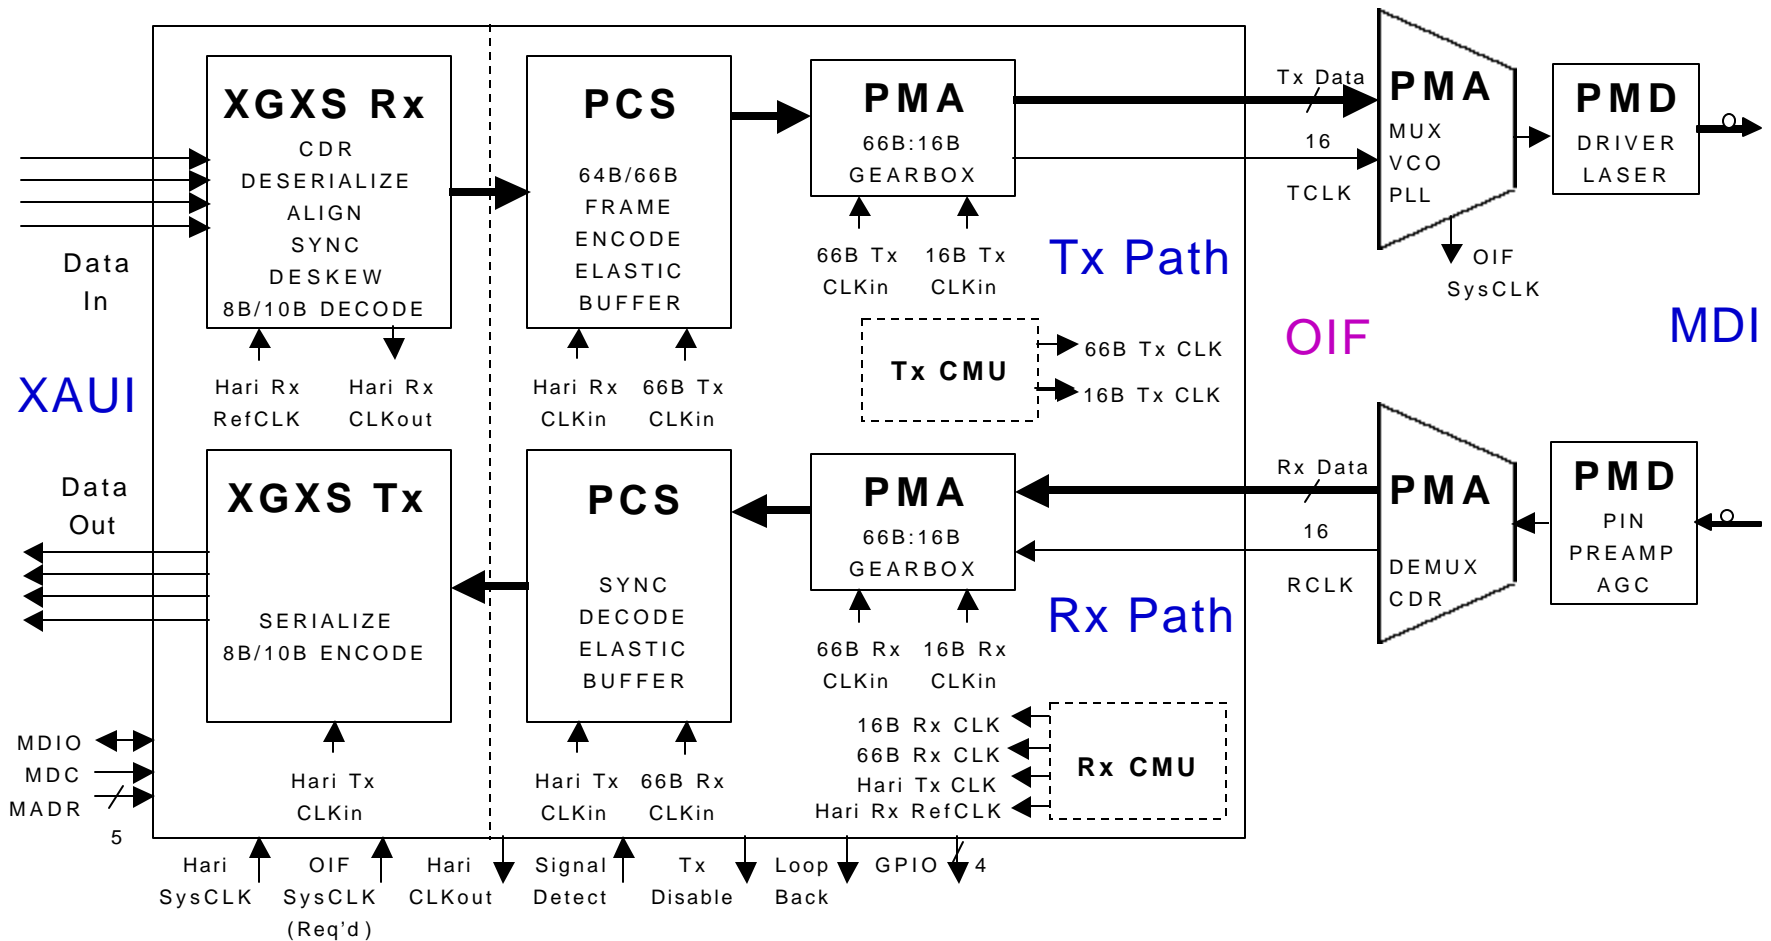 XGXS Rx
CDR
DESERIALIZE
ALIGN
SYNC
DESKEW
8B/10B DECODE
PCS
64B/66B
FRAME
ENCODE
ELASTIC
BUFFER
PMA
66B:16B
GEARBOX
Tx Data
16
TCLK
PMA
MUX
VCO
PLL
PMD
DRIVER
LASER
Data
In
66B Tx
CLKin
16B Tx
CLKin
Tx Path
OIF
SysCLK
XAUI
Hari Rx
RefCLK
Hari Rx
CLKout
Hari Rx
CLKin
66B Tx
CLKin
Tx CMU
66B Tx CLK
16B Tx CLK
OIF
MDI
Data
Out
XGXS Tx
SERIALIZE
8B/10B ENCODE
PCS
SYNC
DECODE
ELASTIC
BUFFER
PMA
66B:16B
GEARBOX
Rx Data
16
RCLK
PMA
DEMUX
CDR
PMD
PIN
PREAMP
AGC
66B Rx
CLKin
16B Rx
CLKin
Rx Path
MDIO
MDC
MADR
5
Hari Tx
CLKin
Hari Tx
CLKin
66B Rx
CLKin
16B Rx CLK
66B Rx CLK
Hari Tx CLK
Hari Rx RefCLK
Rx CMU
Hari
SysCLK
OIF
SysCLK
(Req'd)
Hari
CLKout
Signal
Detect
Tx
Disable
Loop
Back
GPIO
4